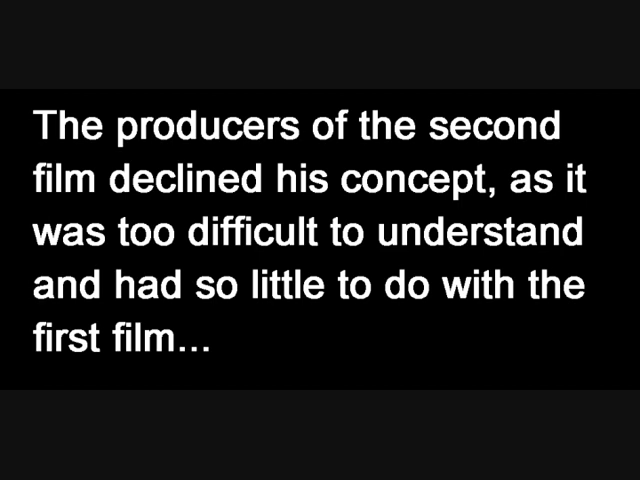 The producers of the second
film declined his concept, as it
was too difficult to understand
and had so little to do with the
first film...